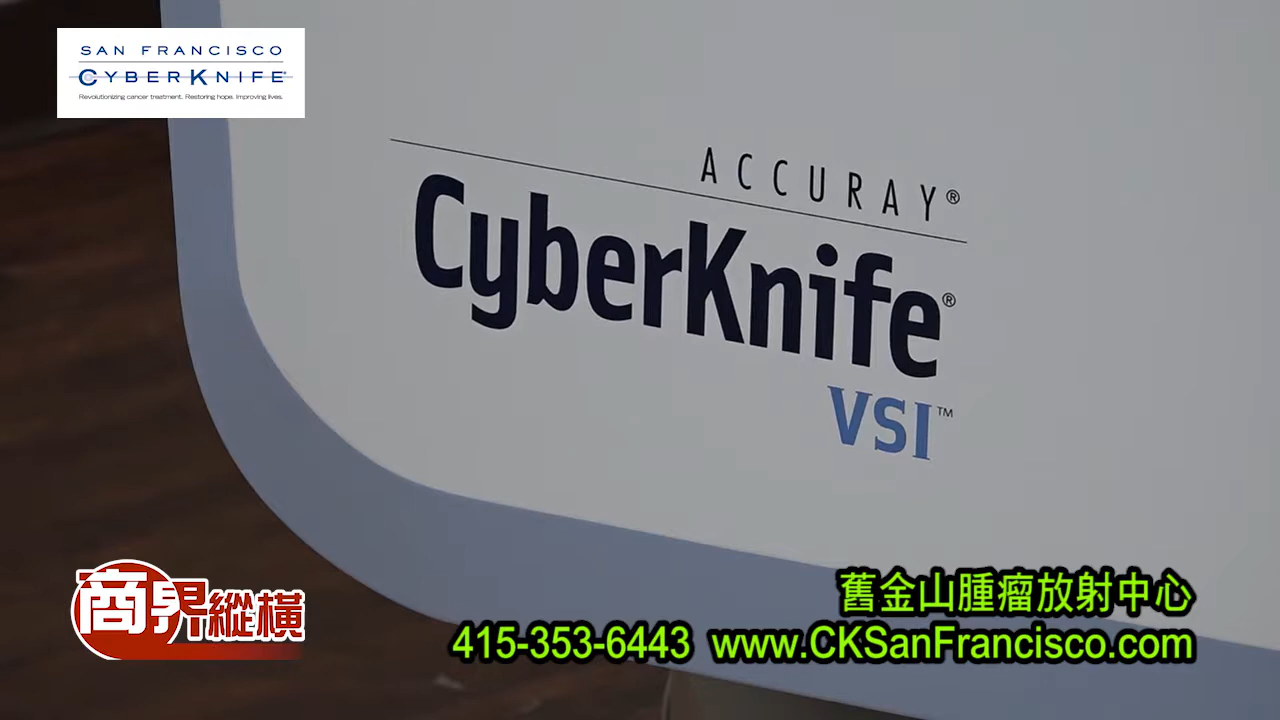 SAN FRANCISCO
CYBERKNIFE®
Revolutionizing cancer treatment. Restoring hope. Improving lives.
ACCURAY®
CyberKnife®
VSI™
商界縱橫
舊金山腫瘤放射中心
415-353-6443 www.CKSanFrancisco.com